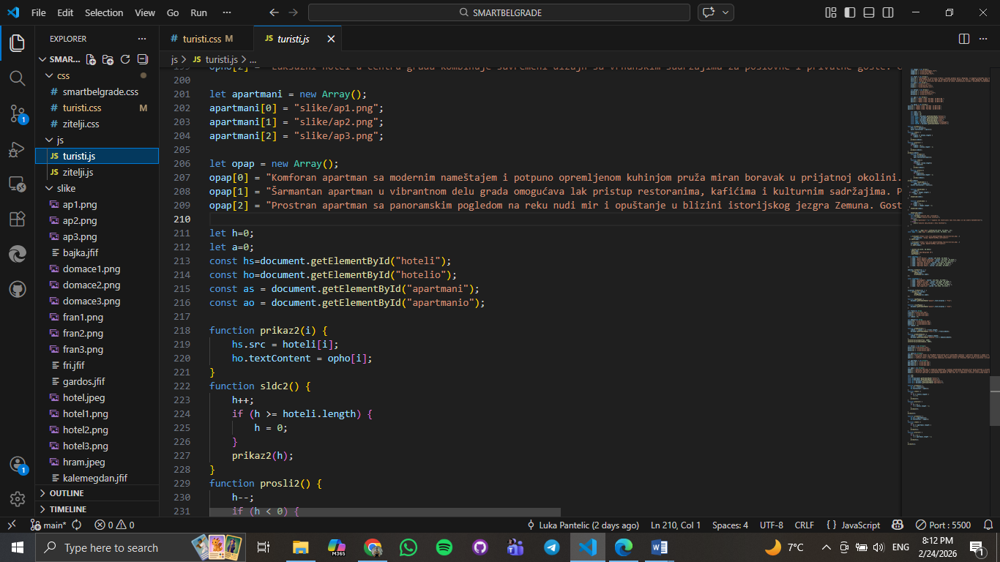 File Edit Selection View Go Run ··· SMARTBELGRADE
EXPLORER ···
SMAR...
css
# smartbelgrade.css
# turisti.css M
# zitelji.css
js
JS turisti.js
JS zitelji.js
slike
ap1.png
ap2.png
ap3.png
bajka.jfif
domace1.png
domace2.png
domace3.png
fran1.png
fran2.png
fran3.png
fri.jfif
gardos.jfif
hotel.jpeg
hotel1.png
hotel2.png
hotel3.png
hram.jpeg
kalemegdan.jfif
OUTLINE
TIMELINE
1
1
# turisti.css M JS turisti.js
js > JS turisti.js > ...
200
201 let apartmani = new Array();
202 apartmani[0] = "slike/ap1.png";
203 apartmani[1] = "slike/ap2.png";
204 apartmani[2] = "slike/ap3.png";
205
206 let opap = new Array();
207 opap[0] = "Komforan apartman sa modernim nameštajem i potpuno opremljenom kuhinjom pruža miran boravak u prijatnoj okolini.
208 opap[1] = "Šarmantan apartman u vibrantnom delu grada omogućava lak pristup restoranima, kafićima i kulturnim sadržajima. P
209 opap[2] = "Prostran apartman sa panoramskim pogledom na reku nudi mir i opuštanje u blizini istorijskog jezgra Zemuna. Gost
210
211 let h=0;
212 let a=0;
213 const hs=document.getElementById("hoteli");
214 const ho=document.getElementById("hotelio");
215 const as = document.getElementById("apartmani");
216 const ao = document.getElementById("apartmanio");
217
218 function prikaz2(i) {
219 hs.src = hoteli[i];
220 ho.textContent = opho[i];
221 }
222 function sldc2() {
223 h++;
224 if (h >= hoteli.length) {
225 h = 0;
226 }
227 prikaz2(h);
228 }
229 function prosli2() {
230 h--;
231 if (h < 0) {
main* 0 0 Luka Pantelic (2 days ago) Ln 210, Col 1 Spaces: 4 UTF-8 CRLF {} JavaScript Port : 5500
Type here to search M365 7°C ENG 8:12 PM
2/24/2026 1